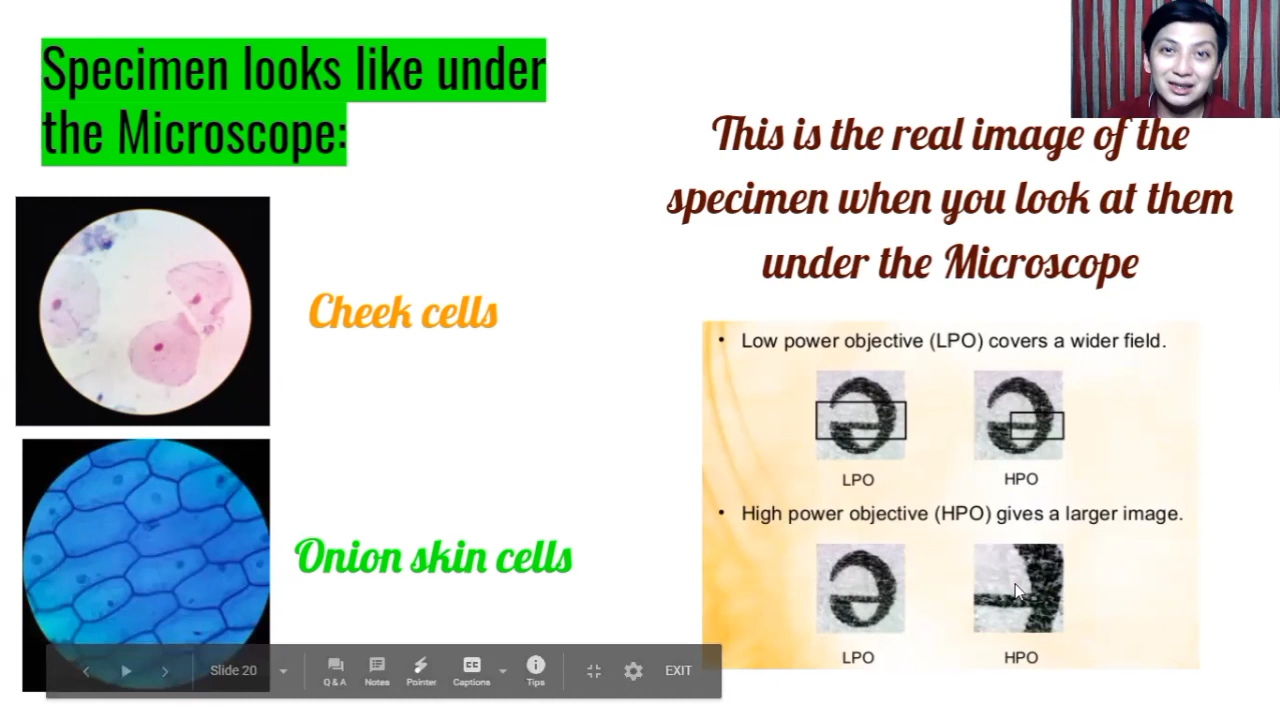 Specimen looks like under
the Microscope:
This is the real image of the
specimen when you look at them
under the Microscope
Cheek cells
Onion skin cells
• Low power objective (LPO) covers a wider field.
LPO HPO
• High power objective (HPO) gives a larger image.
LPO HPO
Slide 20
Q & A Notes Pointer Captions Tips EXIT